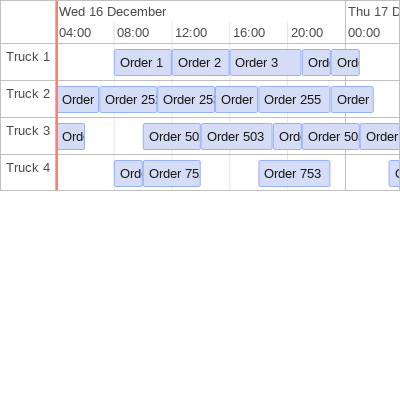 Wed 16 December Thu 17 D
04:00 08:00 12:00 16:00 20:00 00:00
Truck 1 Order 1 Order 2 Order 3 Ord Ord
Truck 2 Order Order 25 Order 25 Order Order 255 Order
Truck 3 Ord Order 50 Order 503 Ord Order 50 Order
Truck 4 Ord Order 75 Order 753